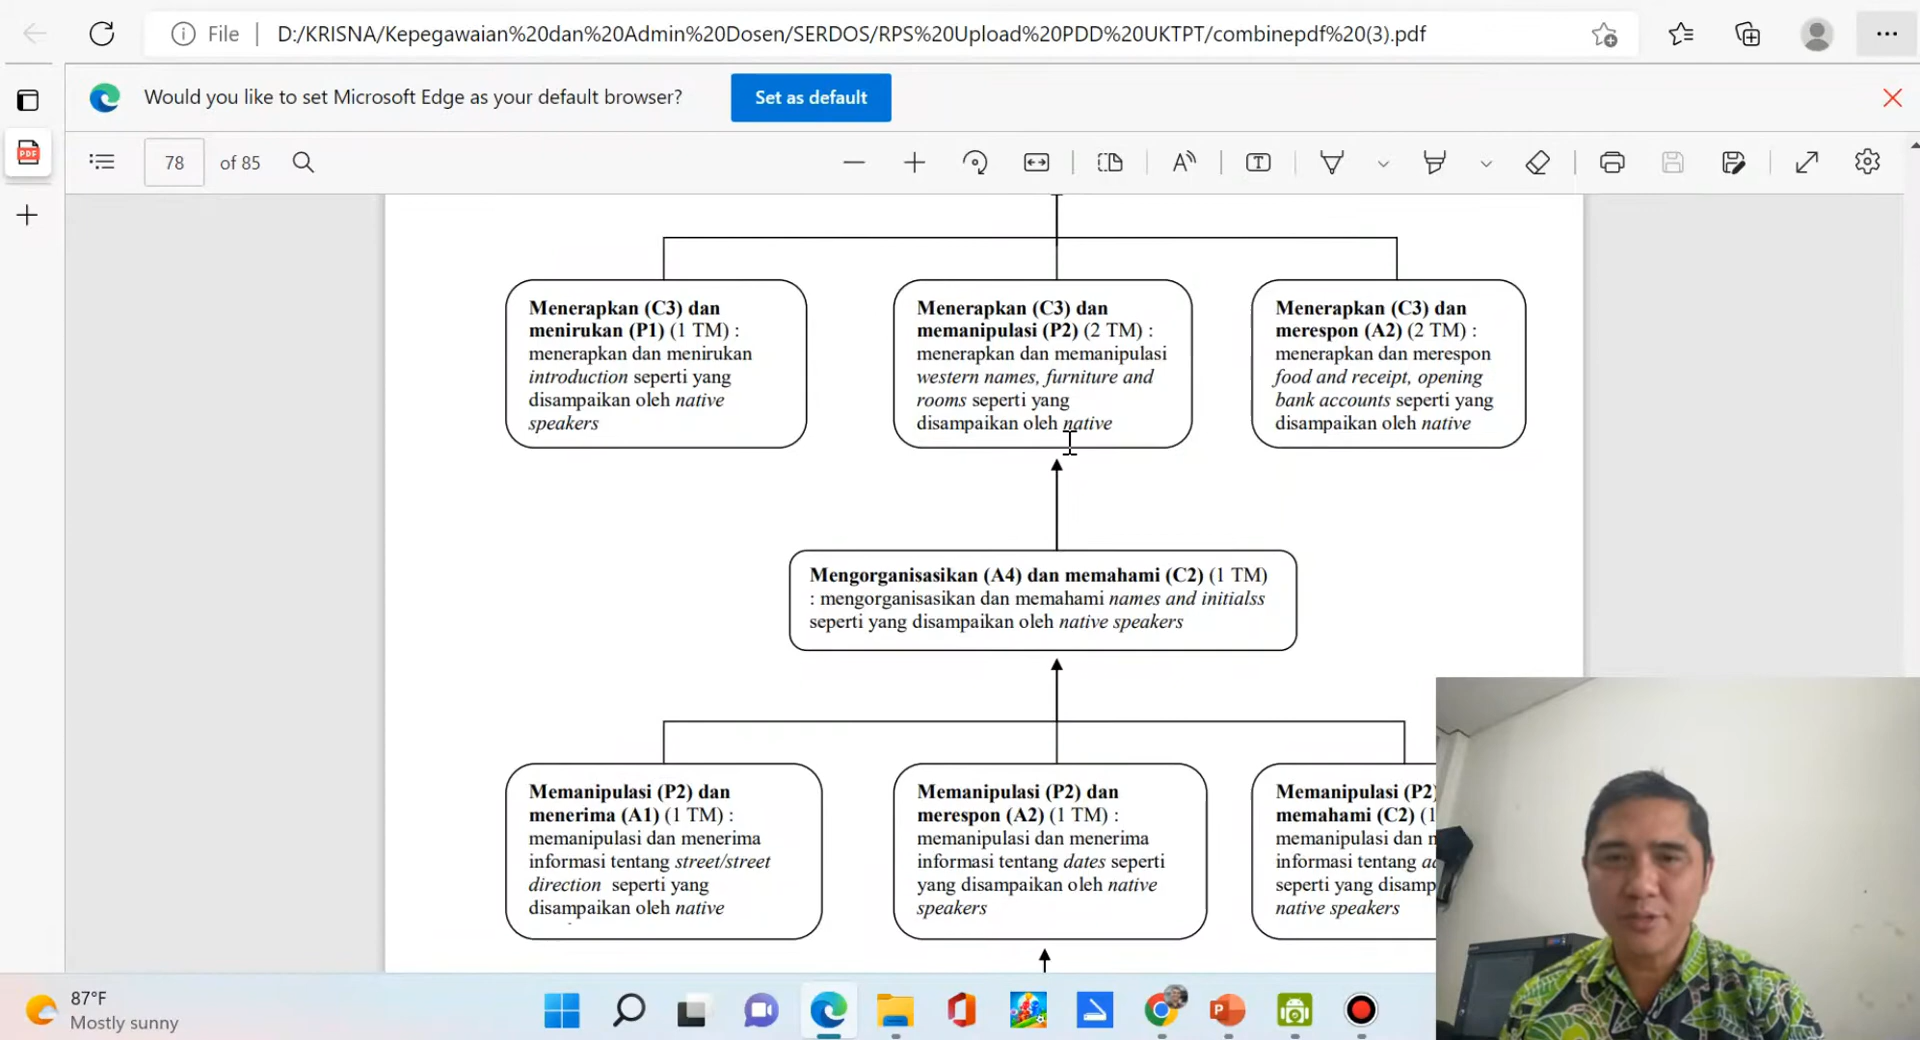 File | D:/KRISNA/Kepegawaian%20dan%20Admin%20Dosen/SERDOS/RPS%20Upload%20PDD%20UKTPT/combinepdf%20(3).pdf
Would you like to set Microsoft Edge as your default browser?
Set as default
PDF
78 of 85
Menerapkan (C3) dan
menirukan (P1) (1 TM) :
menerapkan dan menirukan
introduction seperti yang
disampaikan oleh native
speakers
Menerapkan (C3) dan
memanipulasi (P2) (2 TM) :
menerapkan dan memanipulasi
western names, furniture and
rooms seperti yang
disampaikan oleh native
Menerapkan (C3) dan
merespon (A2) (2 TM) :
menerapkan dan merespon
food and receipt, opening
bank accounts seperti yang
disampaikan oleh native
Mengorganisasikan (A4) dan memahami (C2) (1 TM)
: mengorganisasikan dan memahami names and initialss
seperti yang disampaikan oleh native speakers
Memanipulasi (P2) dan
menerima (A1) (1 TM) :
memanipulasi dan menerima
informasi tentang street/street
direction seperti yang
disampaikan oleh native
Memanipulasi (P2) dan
merespon (A2) (1 TM) :
memanipulasi dan menerima
informasi tentang dates seperti
yang disampaikan oleh native
speakers
Memanipulasi (P2)
memahami (C2) (1
memanipulasi dan
informasi tentang
seperti yang disamp
native speakers
87°F
Mostly sunny